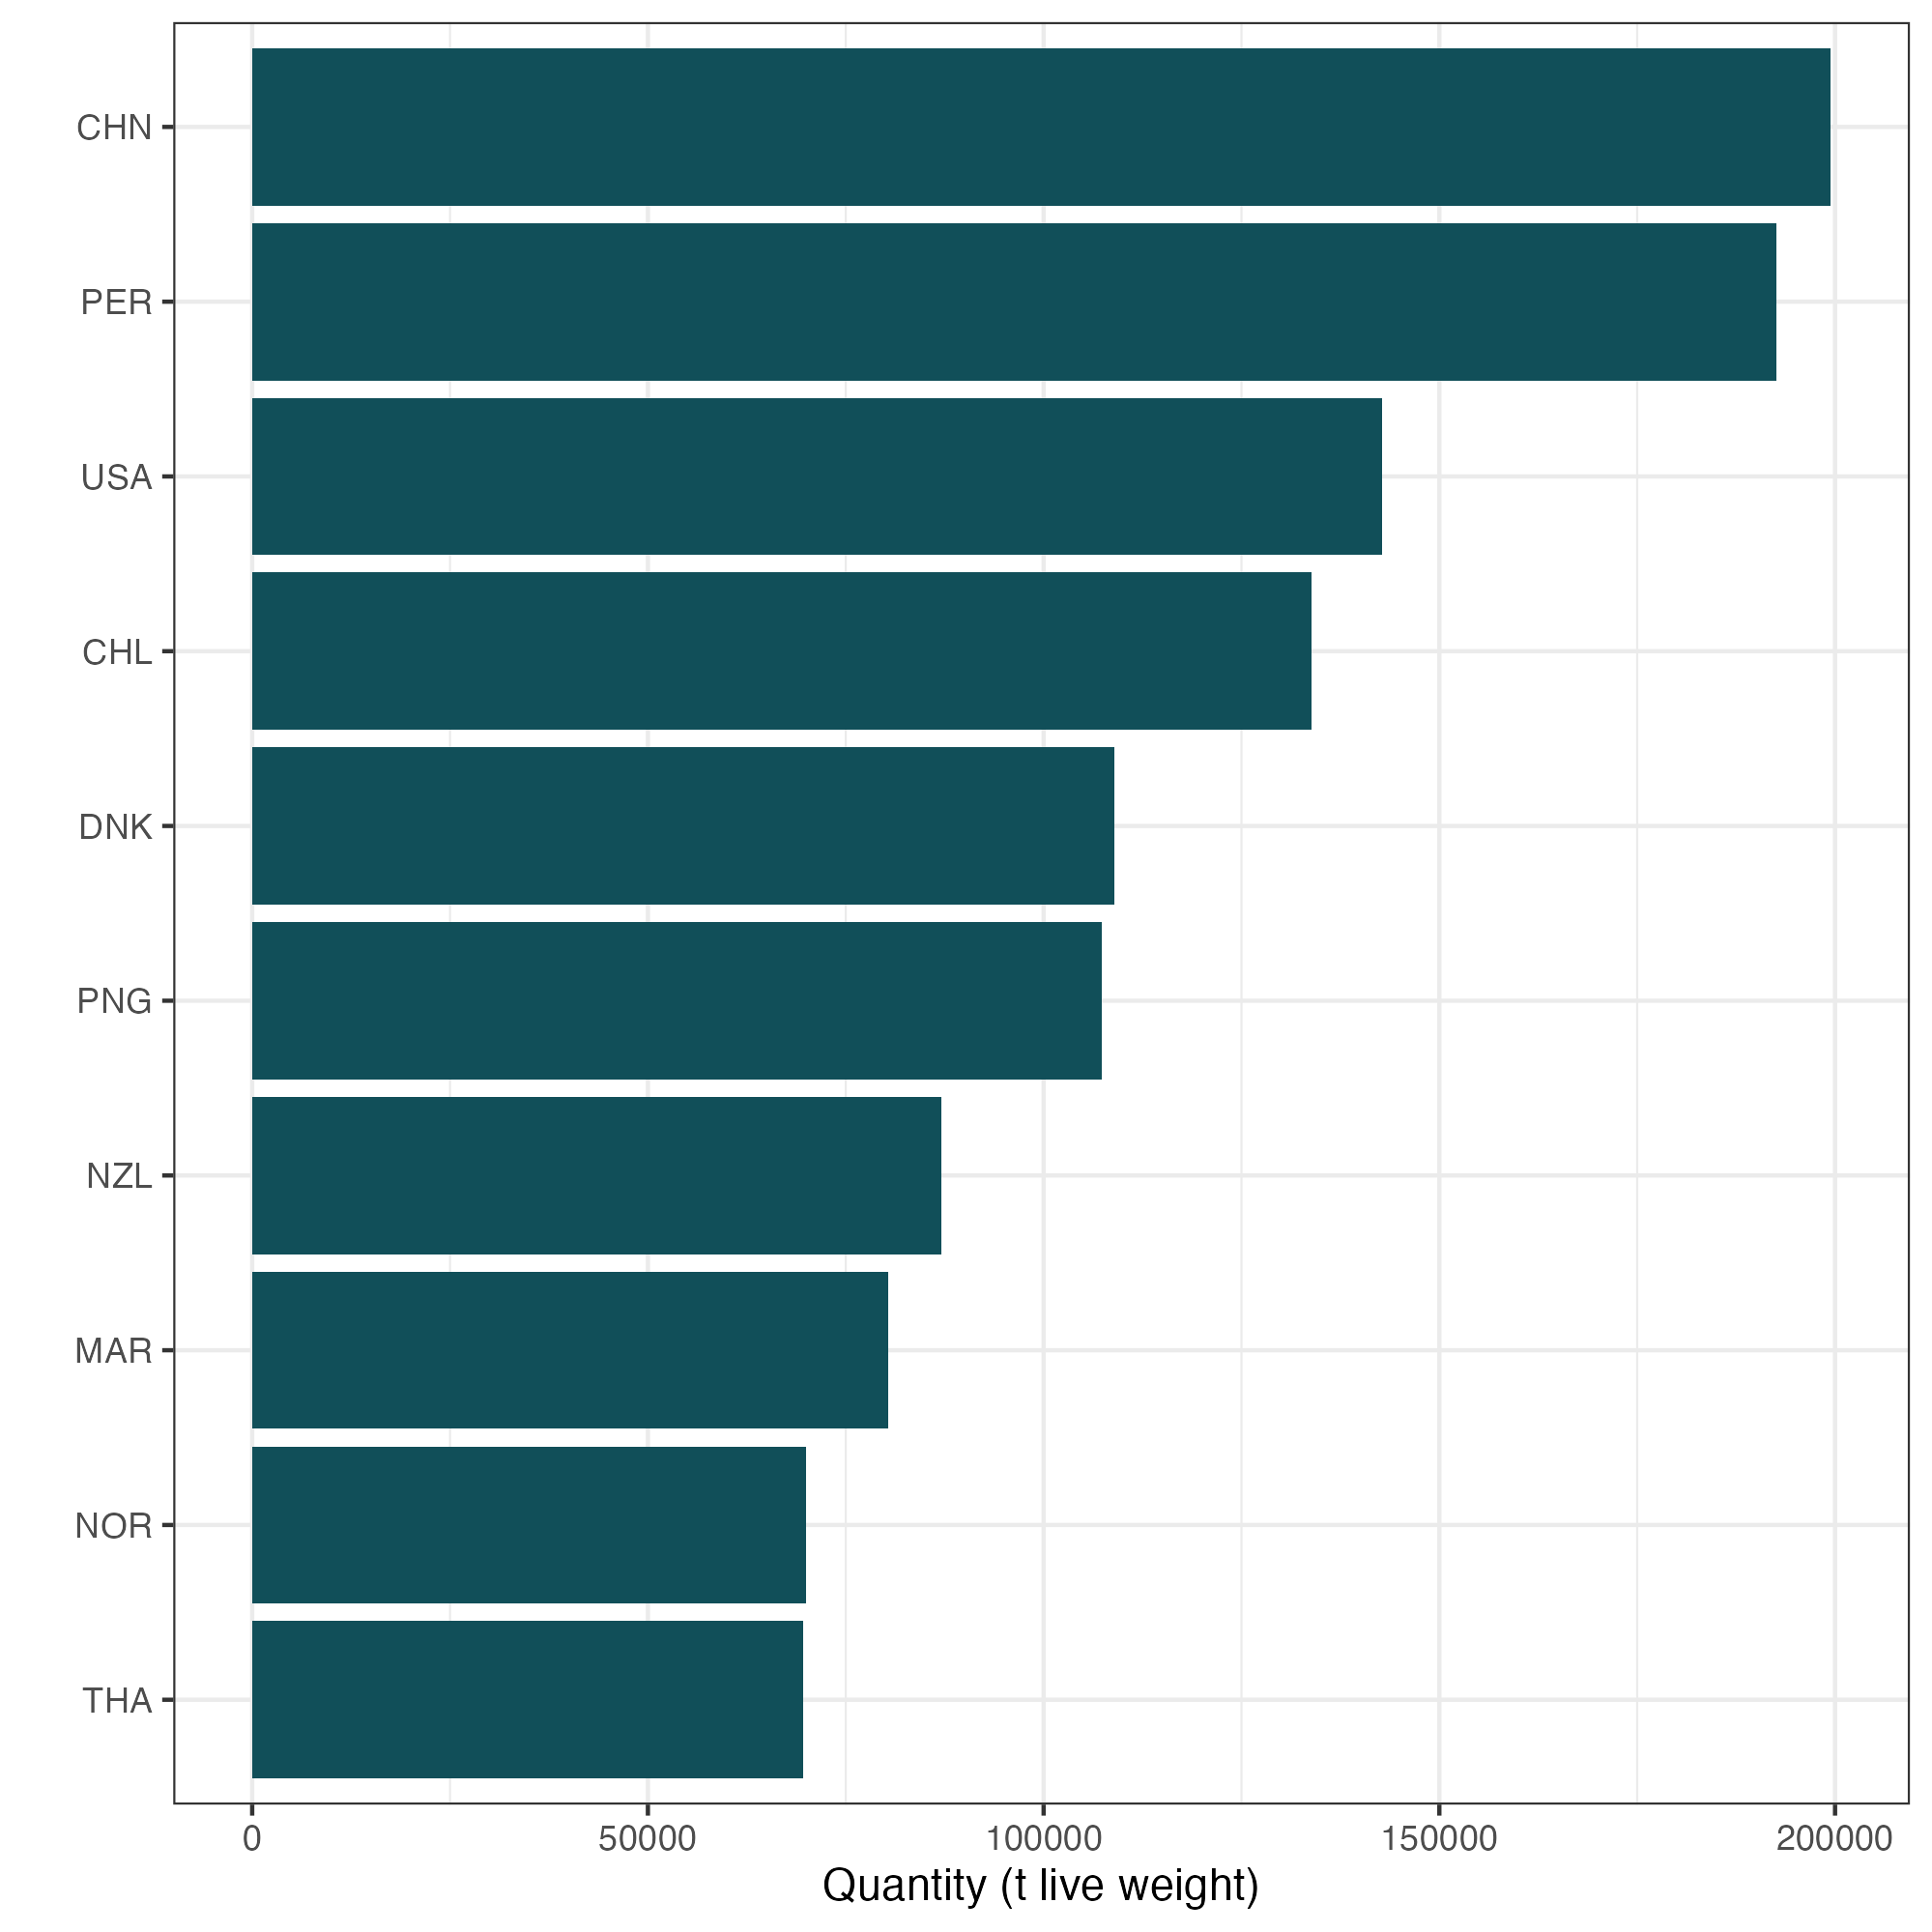 CHN
PER
USA
CHL
DNK
PNG
NZL
MAR
NOR
THA
0 50000 100000 150000 200000
Quantity (t live weight)